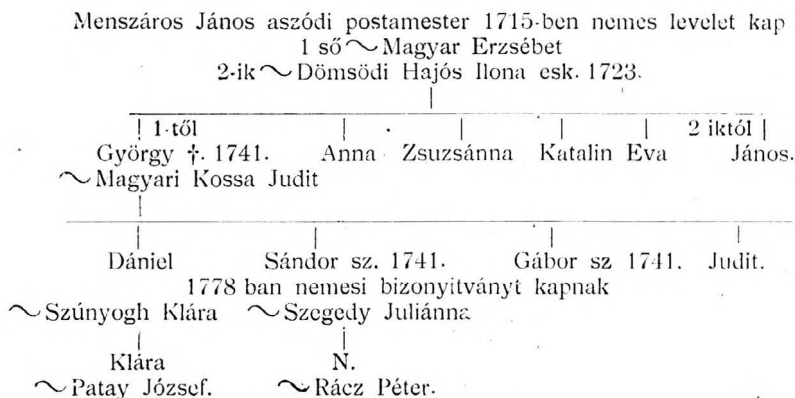 Menszáros János aszódi postamester 1715-ben nemes levelet kap
1 ső ~ Magyar Erzsébet
2-ik ~ Dömsödi Hajós Ilona esk. 1723.
1-től 2 iktól
György †. 1741. Anna Zsuzsánna Katalin Eva János.
~ Magyari Kossa Judit
Dániel Sándor sz. 1741. Gábor sz 1741. Judit.
1778 ban nemesi bizonyítványt kapnak
~ Szúnyogh Klára ~ Szegedy Juliánna
Klára N.
~ Patay József. ~ Rácz Péter.